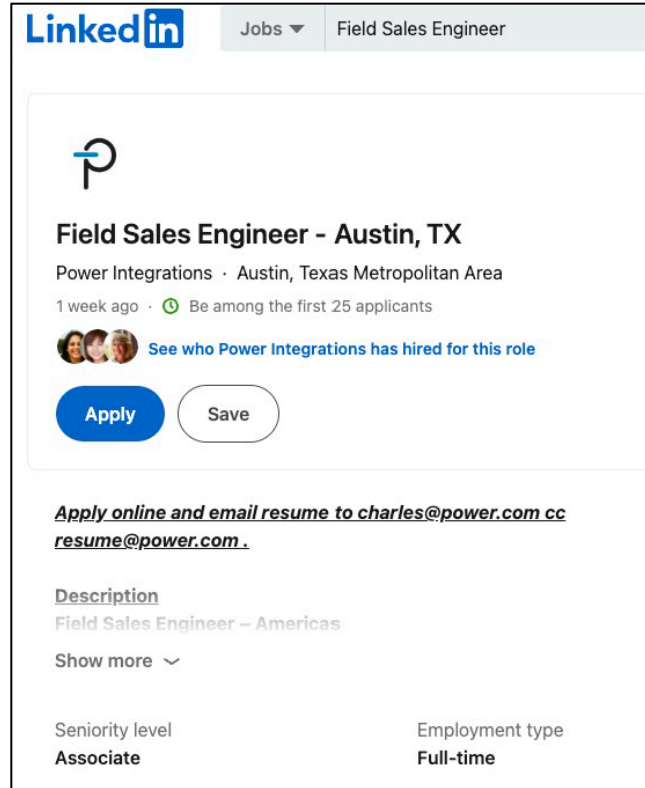 Linked in
Jobs Field Sales Engineer
Field Sales Engineer - Austin, TX
Power Integrations · Austin, Texas Metropolitan Area
1 week ago · Be among the first 25 applicants
See who Power Integrations has hired for this role
Apply Save
Apply online and email resume to charles@power.com cc
resume@power.com .
Description
Field Sales Engineer – Americas
Show more
Seniority level Employment type
Associate Full-time